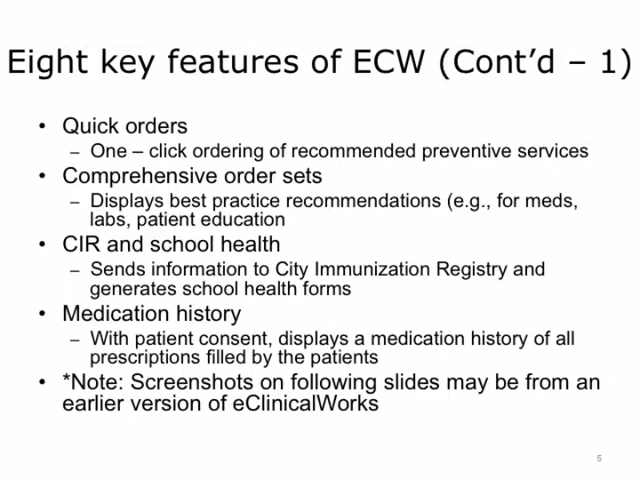 Eight key features of ECW (Cont’d – 1)
• Quick orders
– One – click ordering of recommended preventive services
• Comprehensive order sets
– Displays best practice recommendations (e.g., for meds,
labs, patient education
• CIR and school health
– Sends information to City Immunization Registry and
generates school health forms
• Medication history
– With patient consent, displays a medication history of all
prescriptions filled by the patients
• *Note: Screenshots on following slides may be from an
earlier version of eClinicalWorks
5